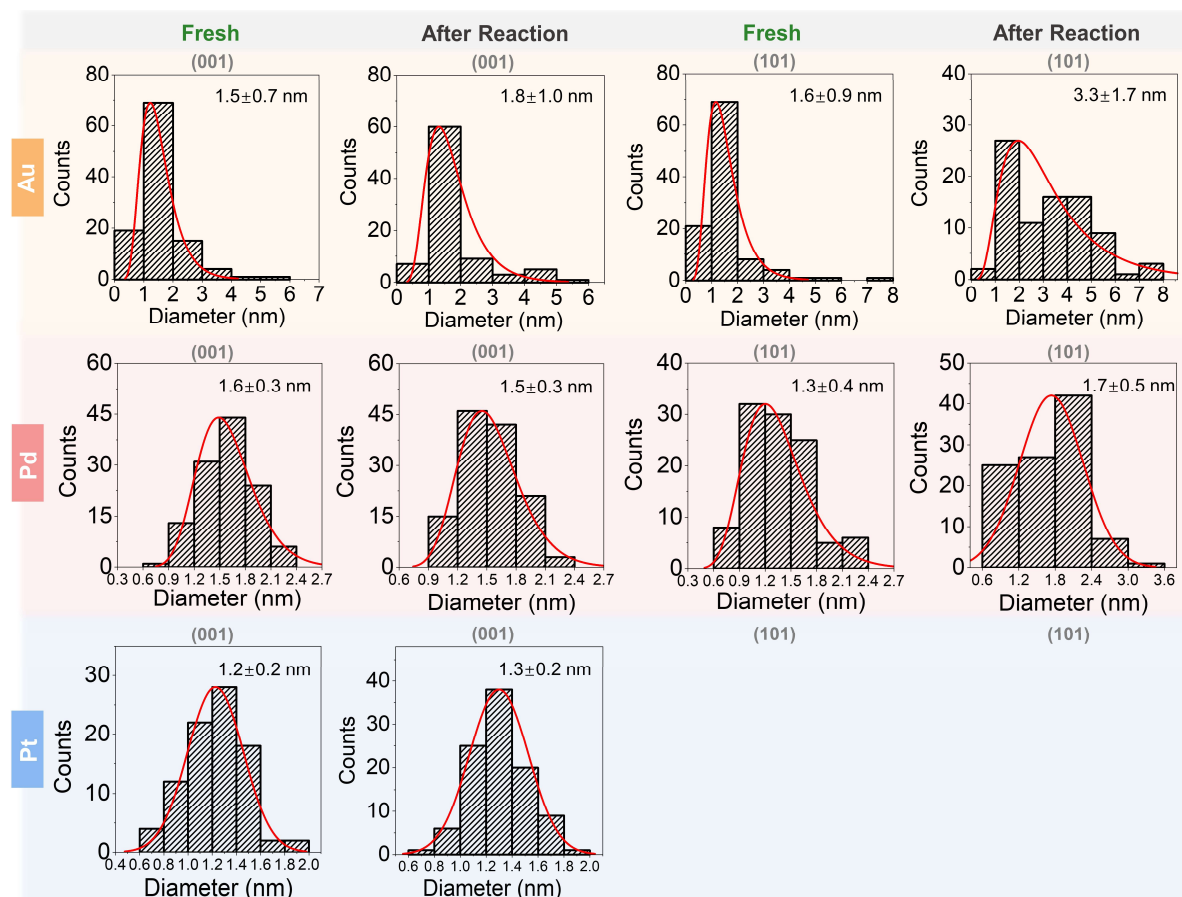 Fresh After Reaction Fresh After Reaction
Au
(001)
80
60
40
20
0
Counts
1.5±0.7 nm
0 1 2 3 4 5 6 7
Diameter (nm)
(001)
80
60
40
20
0
Counts
1.8±1.0 nm
0 1 2 3 4 5 6
Diameter (nm)
(101)
80
60
40
20
0
Counts
1.6±0.9 nm
0 1 2 3 4 5 6 7 8
Diameter (nm)
(101)
40
30
20
10
0
Counts
3.3±1.7 nm
0 1 2 3 4 5 6 7 8
Diameter (nm)
Pd
(001)
60
45
30
15
0
Counts
1.6±0.3 nm
0.3 0.6 0.9 1.2 1.5 1.8 2.1 2.4 2.7
Diameter (nm)
(001)
60
45
30
15
0
Counts
1.5±0.3 nm
0.6 0.9 1.2 1.5 1.8 2.1 2.4 2.7
Diameter (nm)
(101)
40
30
20
10
0
Counts
1.3±0.4 nm
0.3 0.6 0.9 1.2 1.5 1.8 2.1 2.4 2.7
Diameter (nm)
(101)
50
40
30
20
10
0
Counts
1.7±0.5 nm
0.6 1.2 1.8 2.4 3.0 3.6
Diameter (nm)
Pt
(001)
30
20
10
0
Counts
1.2±0.2 nm
0.4 0.6 0.8 1.0 1.2 1.4 1.6 1.8 2.0
Diameter (nm)
(001)
40
30
20
10
0
Counts
1.3±0.2 nm
0.6 0.8 1.0 1.2 1.4 1.6 1.8 2.0
Diameter (nm)
(101)
(101)